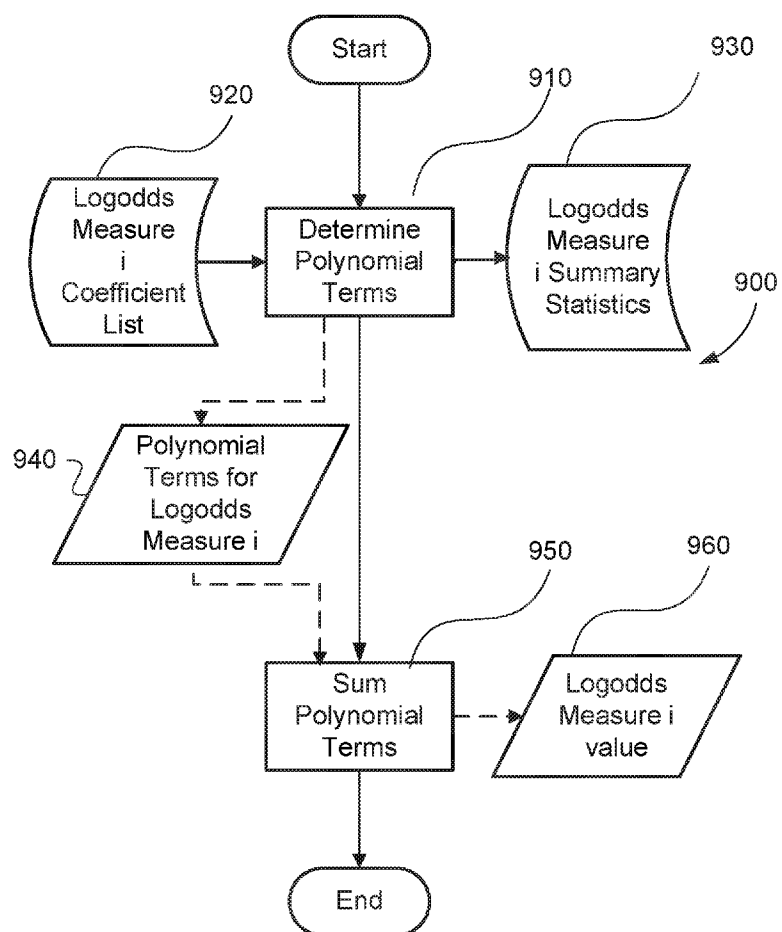 Start
930
910
920
Logodds
Measure
i
Coefficient
List
Determine
Polynomial
Terms
Logodds
Measure
i Summary
Statistics
900
940
Polynomial
Terms for
Logodds
Measure i
950
960
Sum
Polynomial
Terms
Logodds
Measure i
value
End